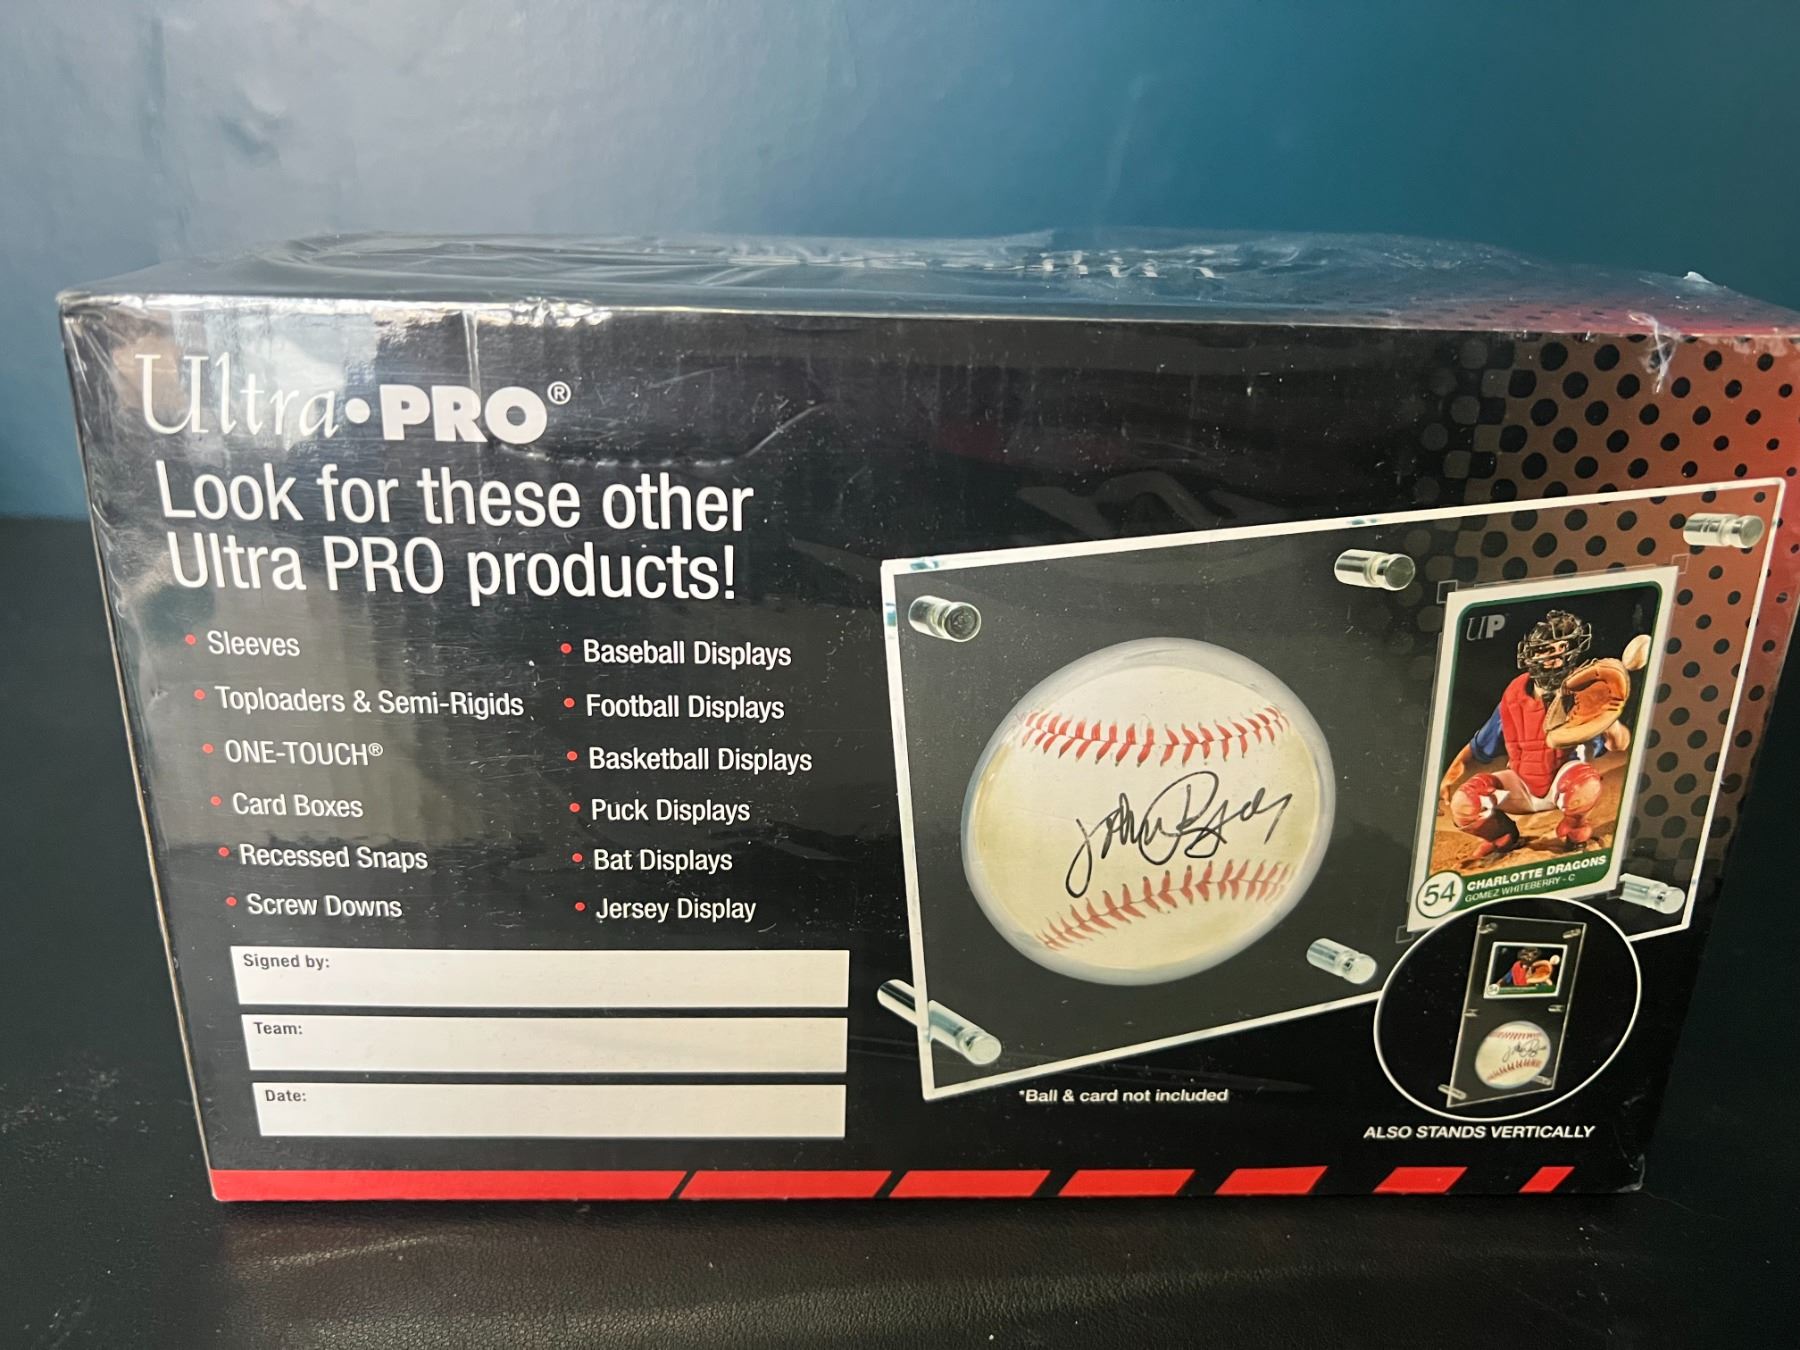 Ultra•PRO®
Look for these other
Ultra PRO products!
• Sleeves
• Toploaders & Semi-Rigids
• ONE-TOUCH®
• Card Boxes
• Recessed Snaps
• Screw Downs
• Baseball Displays
• Football Displays
• Basketball Displays
• Puck Displays
• Bat Displays
• Jersey Display
Signed by:
Team:
Date:
UP
54
CHARLOTTE DRAGONS
GOMEZ WHITEBERRY - C
*Ball & card not included
ALSO STANDS VERTICALLY